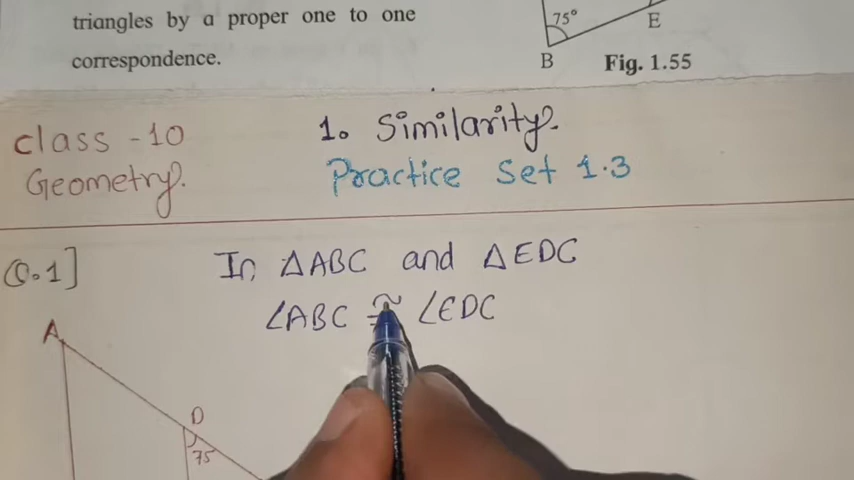 triangles by a proper one to one
correspondence.
75°
E
B
Fig. 1.55
class - 10
1. Similarity.
Geometry.
Practice Set 1.3
Q.1]
In ΔABC and ΔEDC
∠ABC ≅ ∠EDC
A
D
75